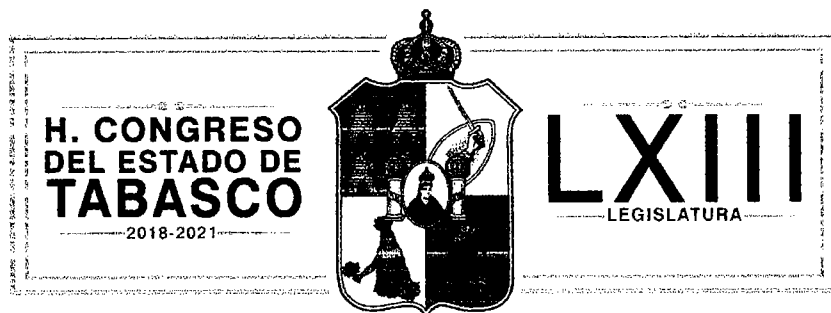 H. CONGRESO
DEL ESTADO DE
TABASCO
2018-2021
LXIII
LEGISLATURA